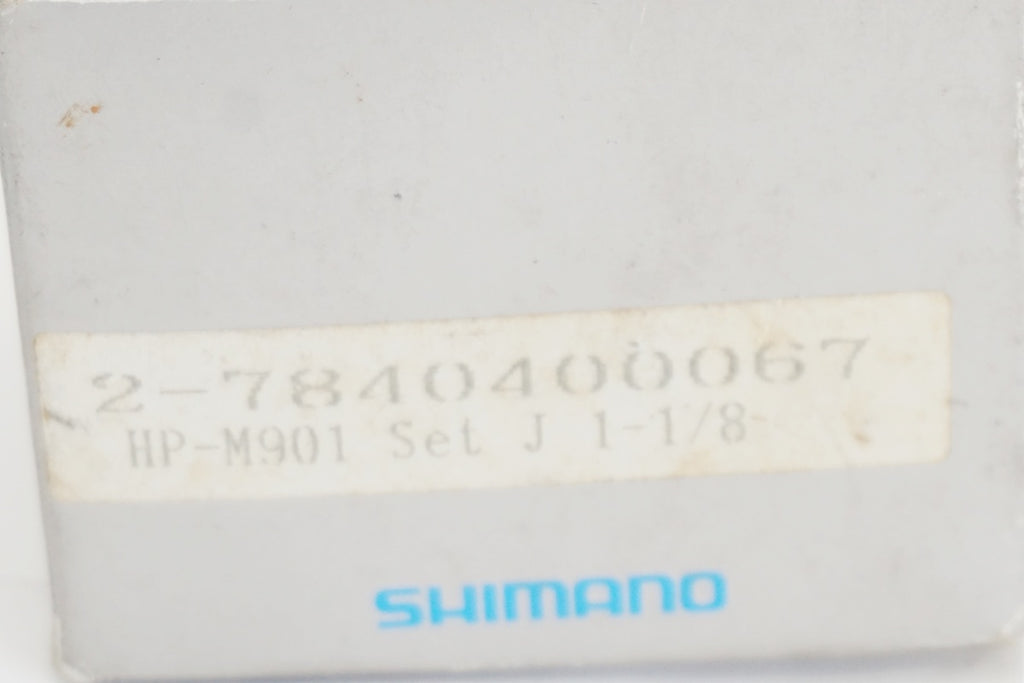 2-7840400067
HP-M901 Set J 1-1/8
SHIMANO